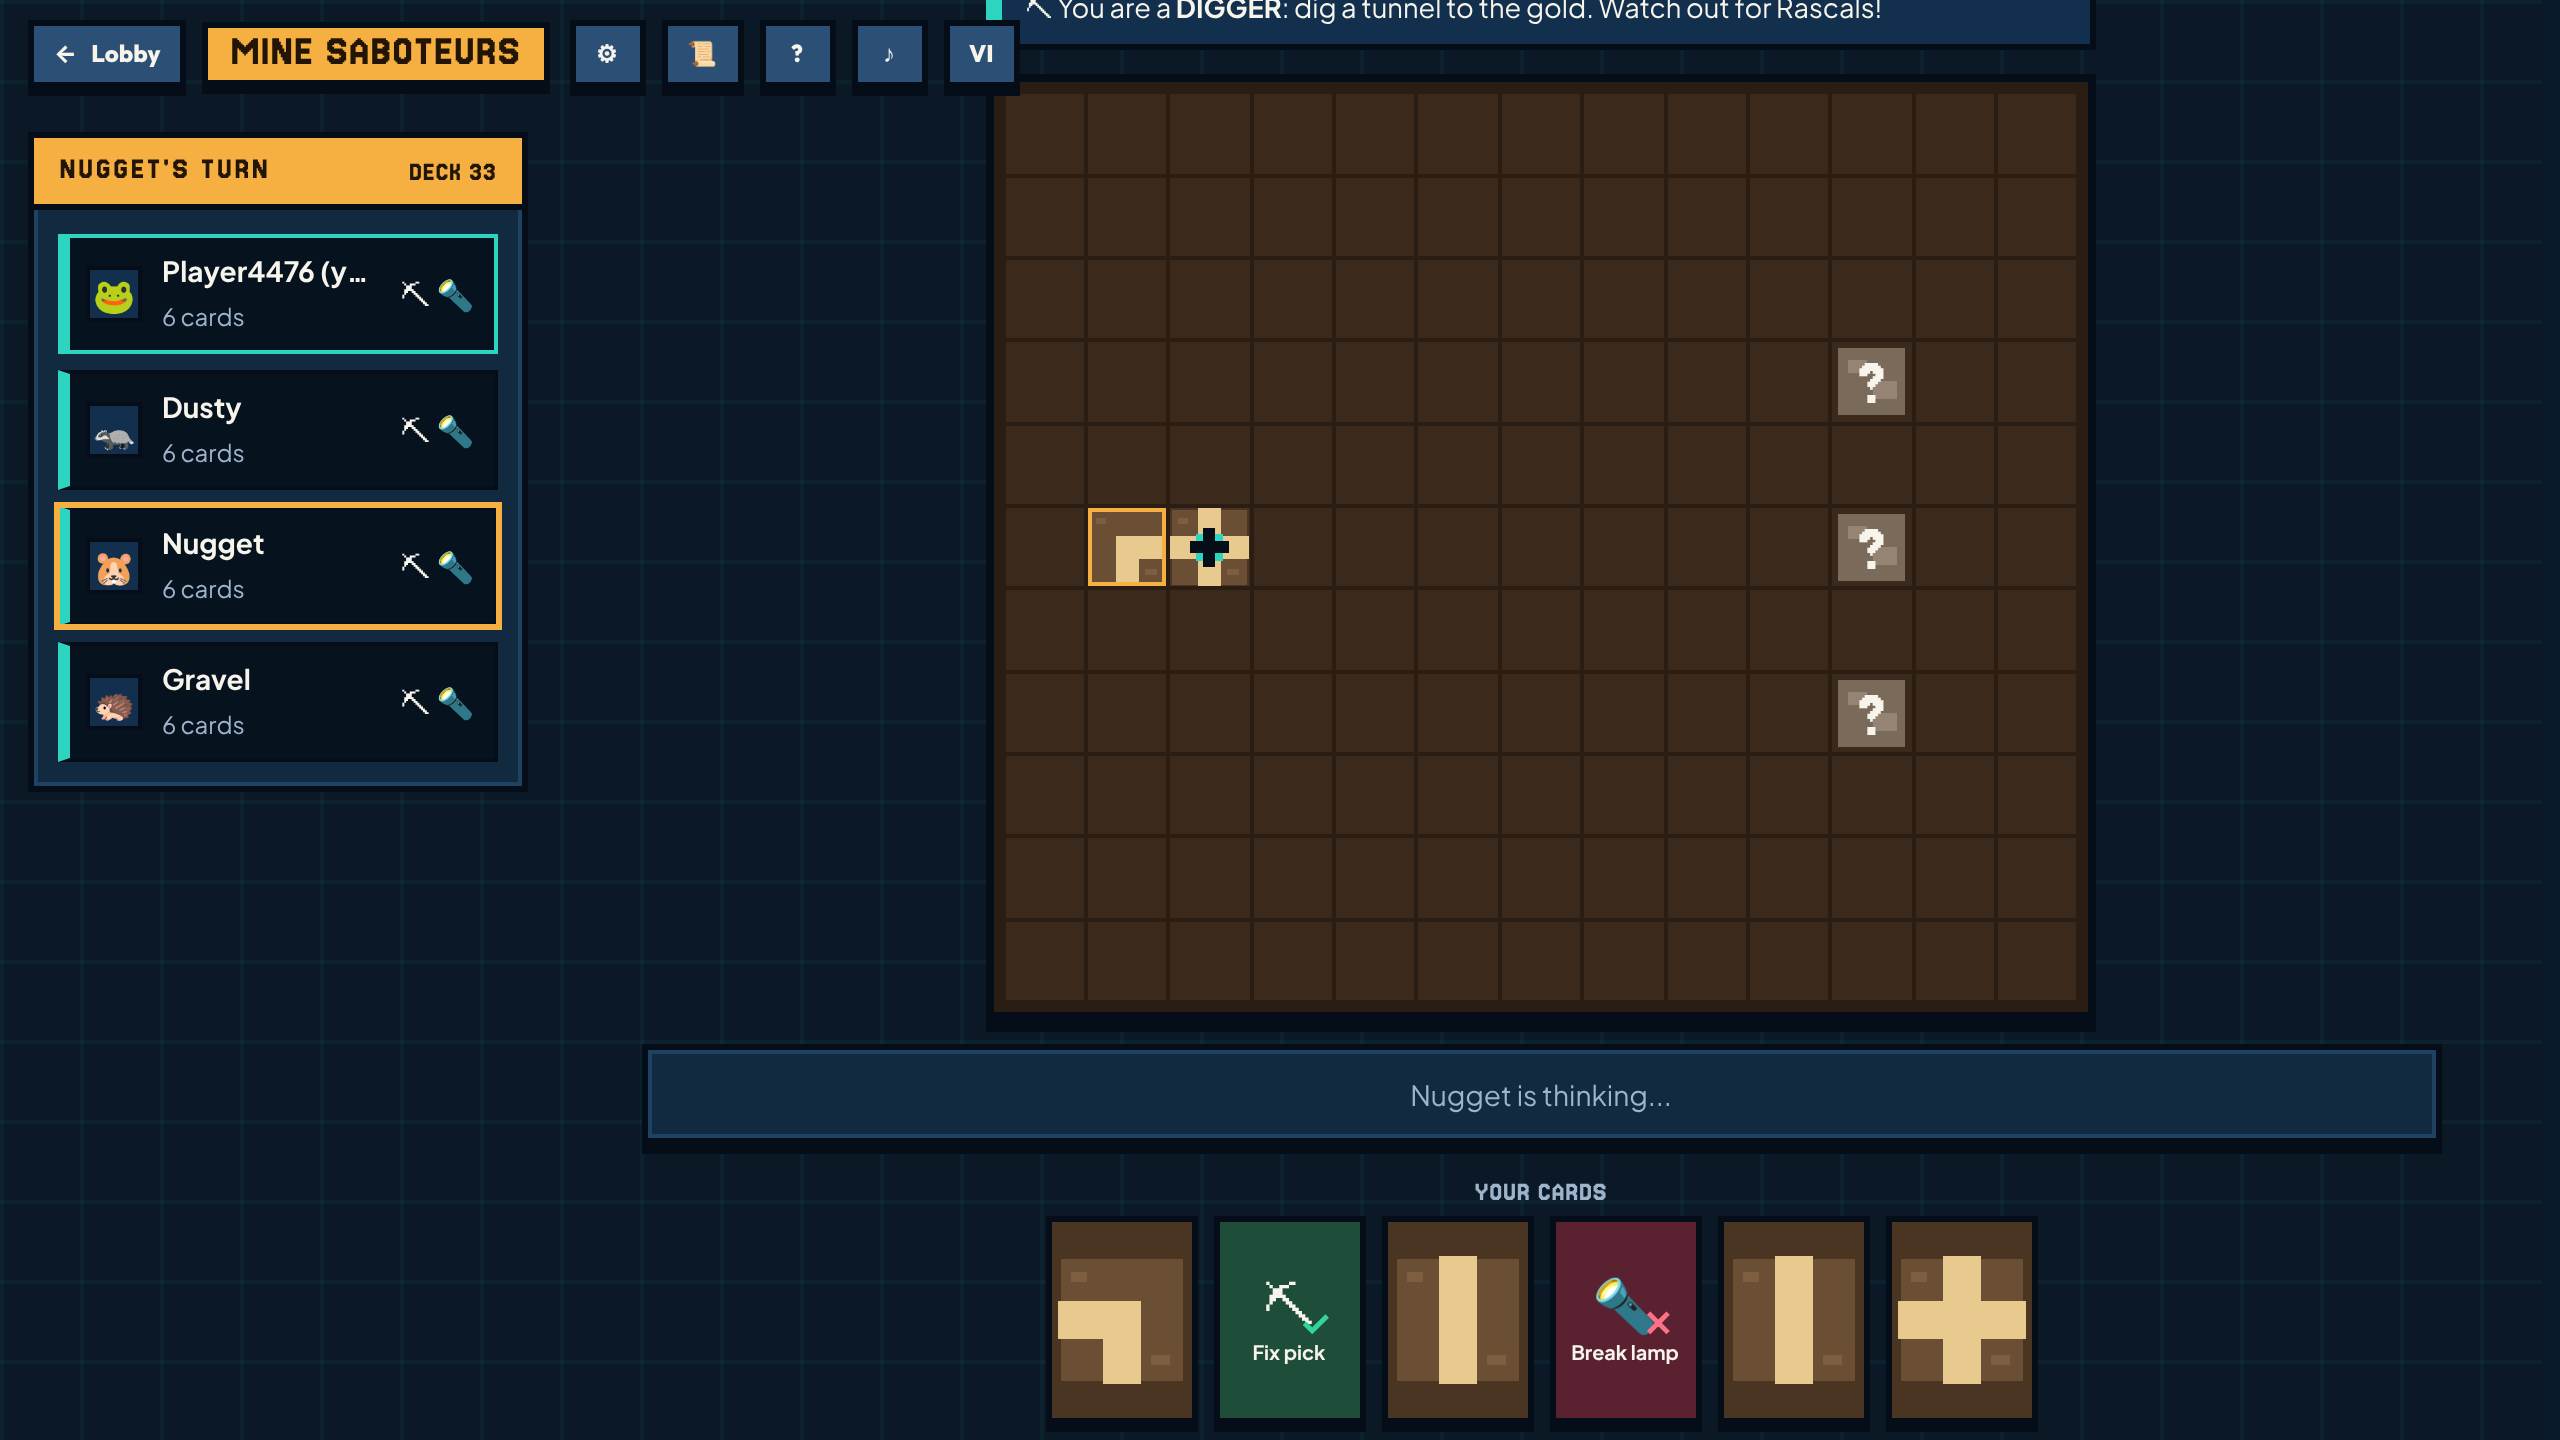 ⛏ You are a DIGGER: dig a tunnel to the gold. Watch out for Rascals!
← Lobby
MINE SABOTEURS
?
♪
VI
NUGGET'S TURN
DECK 33
Player4476 (y...
6 cards
Dusty
6 cards
Nugget
6 cards
Gravel
6 cards
?
?
?
Nugget is thinking...
YOUR CARDS
Fix pick
Break lamp